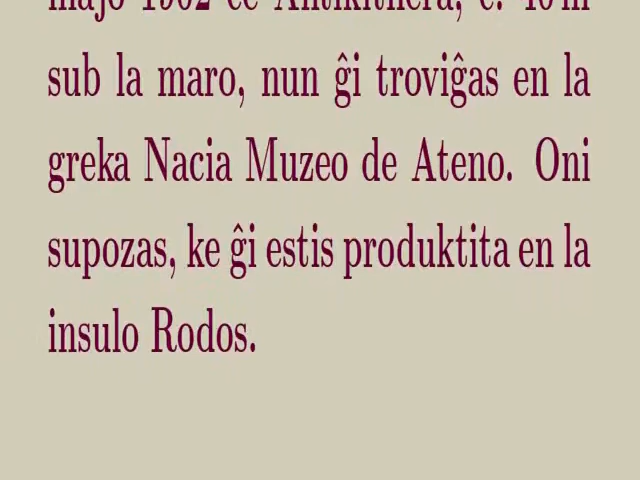 sub la maro, nun ĝi troviĝas en la
greka Nacia Muzeo de Ateno. Oni
supozas, ke ĝi estis produktita en la
insulo Rodos.